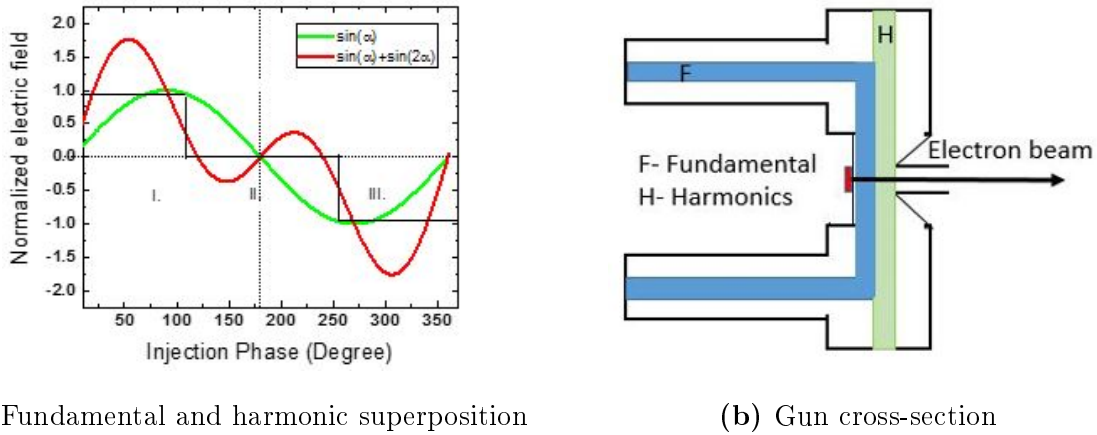 2.0
1.5
1.0
0.5
0.0
-0.5
-1.0
-1.5
-2.0
Normalized electric field
sin(α)
sin(α)+sin(2α)
I.
II.
III.
50 100 150 200 250 300 350
Injection Phase (Degree)
H
F
F- Fundamental
H- Harmonics
Electron beam
Fundamental and harmonic superposition
(b) Gun cross-section